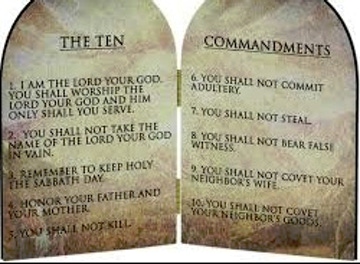 THE TEN
1. I AM THE LORD YOUR GOD.
YOU SHALL WORSHIP THE
LORD YOUR GOD AND HIM
ONLY SHALL YOU SERVE.
2. YOU SHALL NOT TAKE THE
NAME OF THE LORD YOUR GOD
IN VAIN.
3. REMEMBER TO KEEP HOLY
THE SABBATH DAY.
4. HONOR YOUR FATHER AND
YOUR MOTHER.
5. YOU SHALL NOT KILL.
COMMANDMENTS
6. YOU SHALL NOT COMMIT
ADULTERY.
7. YOU SHALL NOT STEAL.
8. YOU SHALL NOT BEAR FALSE
WITNESS.
9. YOU SHALL NOT COVET YOUR
NEIGHBOR'S WIFE.
10. YOU SHALL NOT COVET
YOUR NEIGHBOR'S GOODS.